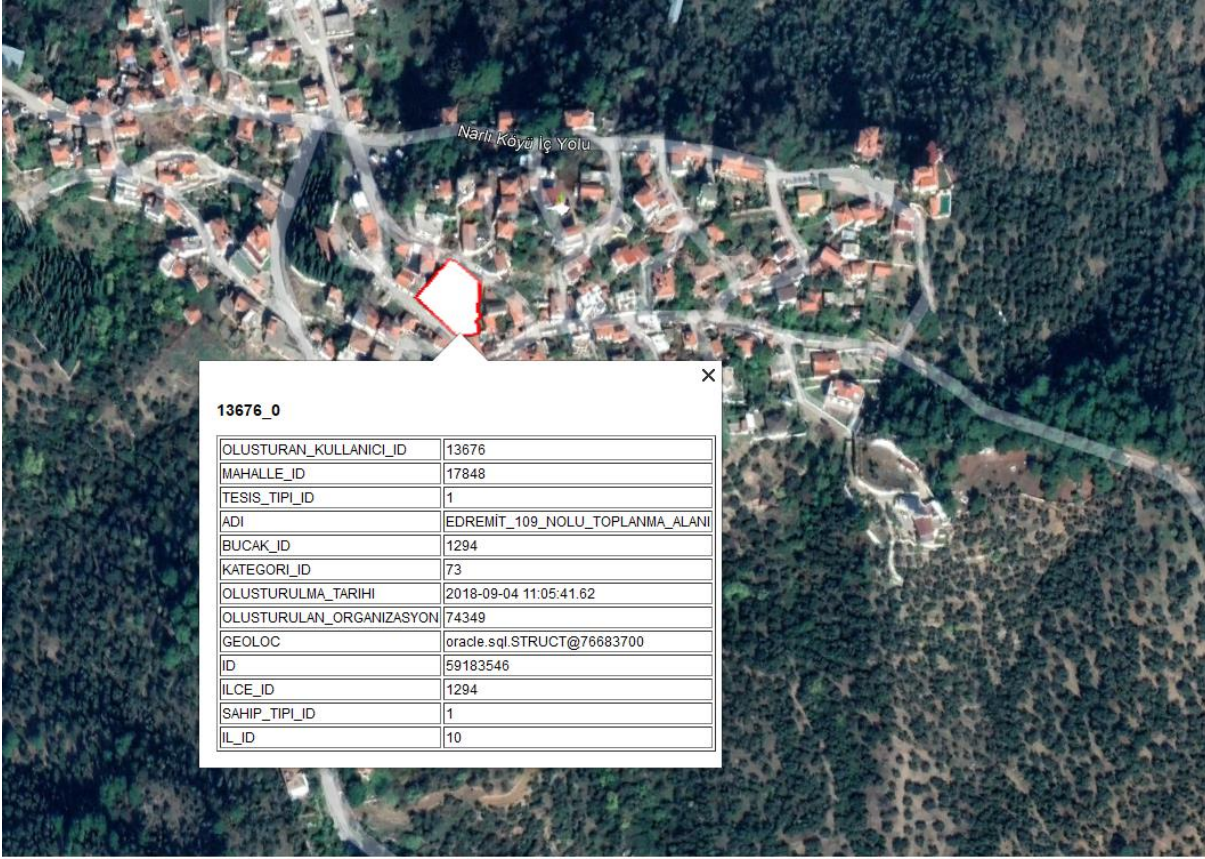 Narlı Köyü İç Yolu
13676_0
OLUSTURAN_KULLANICI_ID 13676
MAHALLE_ID 17848
TESIS_TIPI_ID 1
ADI EDREMİT_109_NOLU_TOPLANMA_ALANI
BUCAK_ID 1294
KATEGORI_ID 73
OLUSTURULMA_TARIHI 2018-09-04 11:05:41.62
OLUSTURULAN_ORGANIZASYON 74349
GEOLOC oracle.sql.STRUCT@76683700
ID 59183546
ILCE_ID 1294
SAHIP_TIPI_ID 1
IL_ID 10